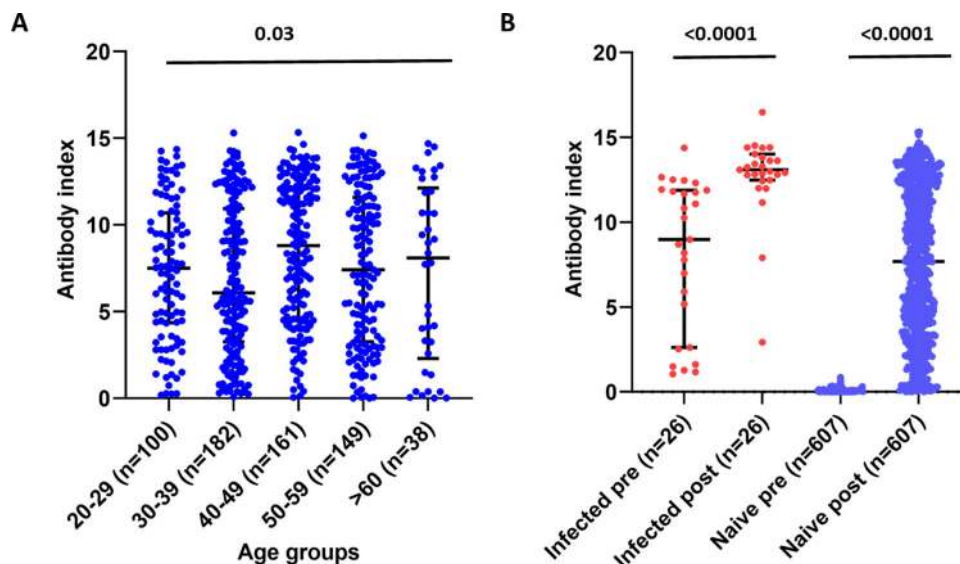 A
0.03
20
15
10
5
0
Antibody index
20-29 (n=100)
30-39 (n=182)
40-49 (n=161)
50-59 (n=149)
>60 (n=38)
Age groups
B
<0.0001 <0.0001
20
15
10
5
0
Antibody index
Infected pre (n=26)
Infected post (n=26)
Naive pre (n=607)
Naive post (n=607)